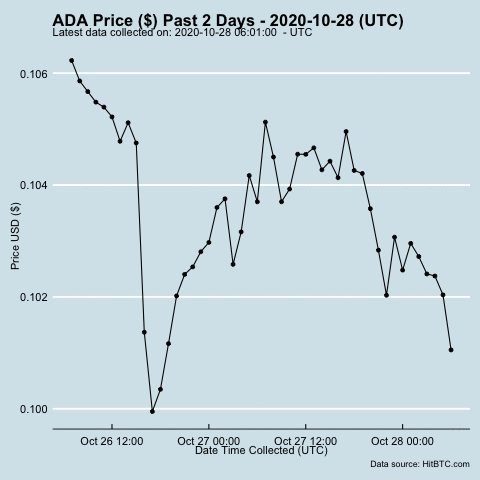 ADA Price ($) Past 2 Days - 2020-10-28 (UTC)
Latest data collected on: 2020-10-28 06:01:00  - UTC
0.106
0.104
0.102
0.100
Price USD ($)
Oct 26 12:00 Oct 27 00:00 Oct 27 12:00 Oct 28 00:00
Date Time Collected (UTC)
Data source: HitBTC.com